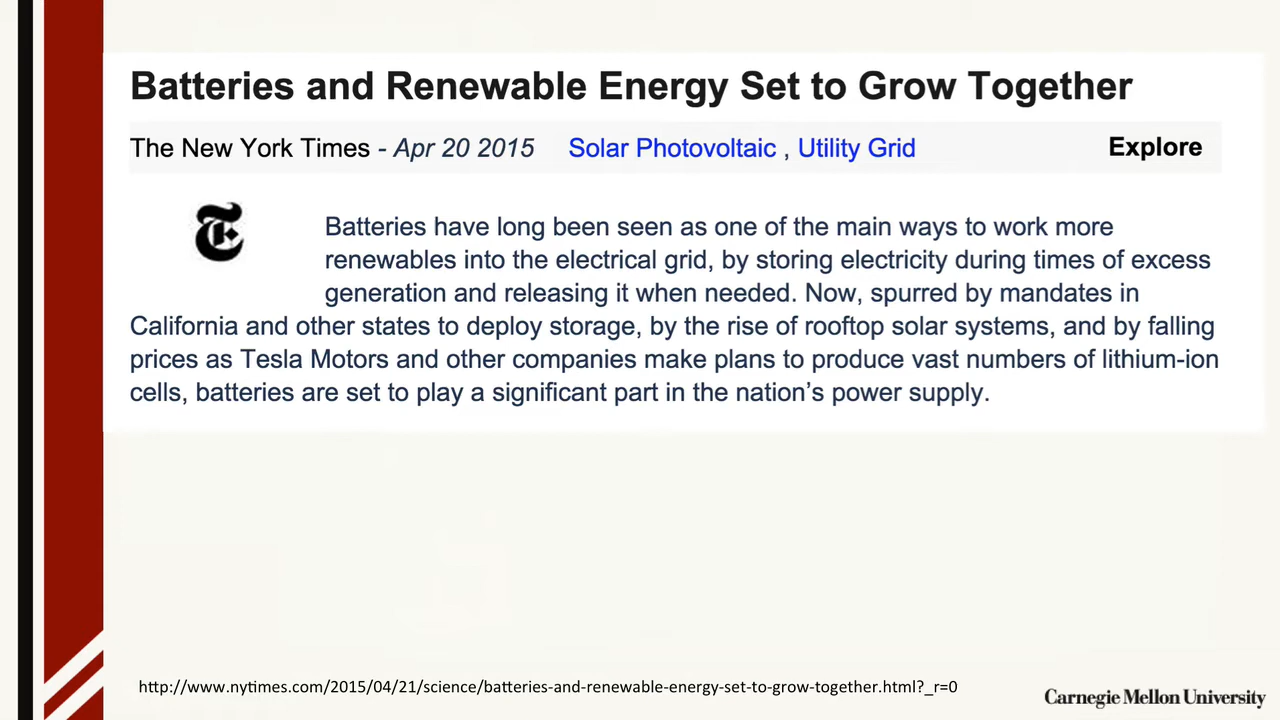 Batteries and Renewable Energy Set to Grow Together
The New York Times - Apr 20 2015 Solar Photovoltaic , Utility Grid Explore
Batteries have long been seen as one of the main ways to work more
renewables into the electrical grid, by storing electricity during times of excess
generation and releasing it when needed. Now, spurred by mandates in
California and other states to deploy storage, by the rise of rooftop solar systems, and by falling
prices as Tesla Motors and other companies make plans to produce vast numbers of lithium-ion
cells, batteries are set to play a significant part in the nation’s power supply.
http://www.nytimes.com/2015/04/21/science/batteries-and-renewable-energy-set-to-grow-together.html?_r=0
Carnegie Mellon University